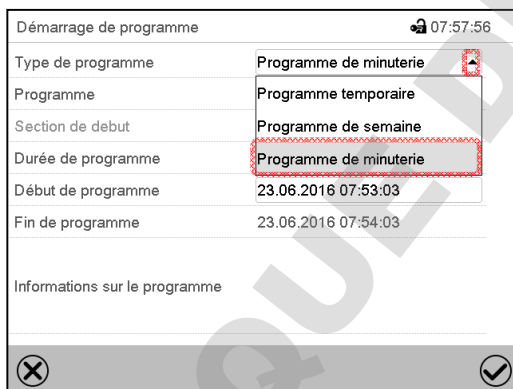 Démarrage de programme 07:57:56
Type de programme Programme de minuterie
Programme Programme temporaire
Section de debut Programme de semaine
Durée de programme Programme de minuterie
Début de programme 23.06.2016 07:53:03
Fin de programme 23.06.2016 07:54:03
Informations sur le programme